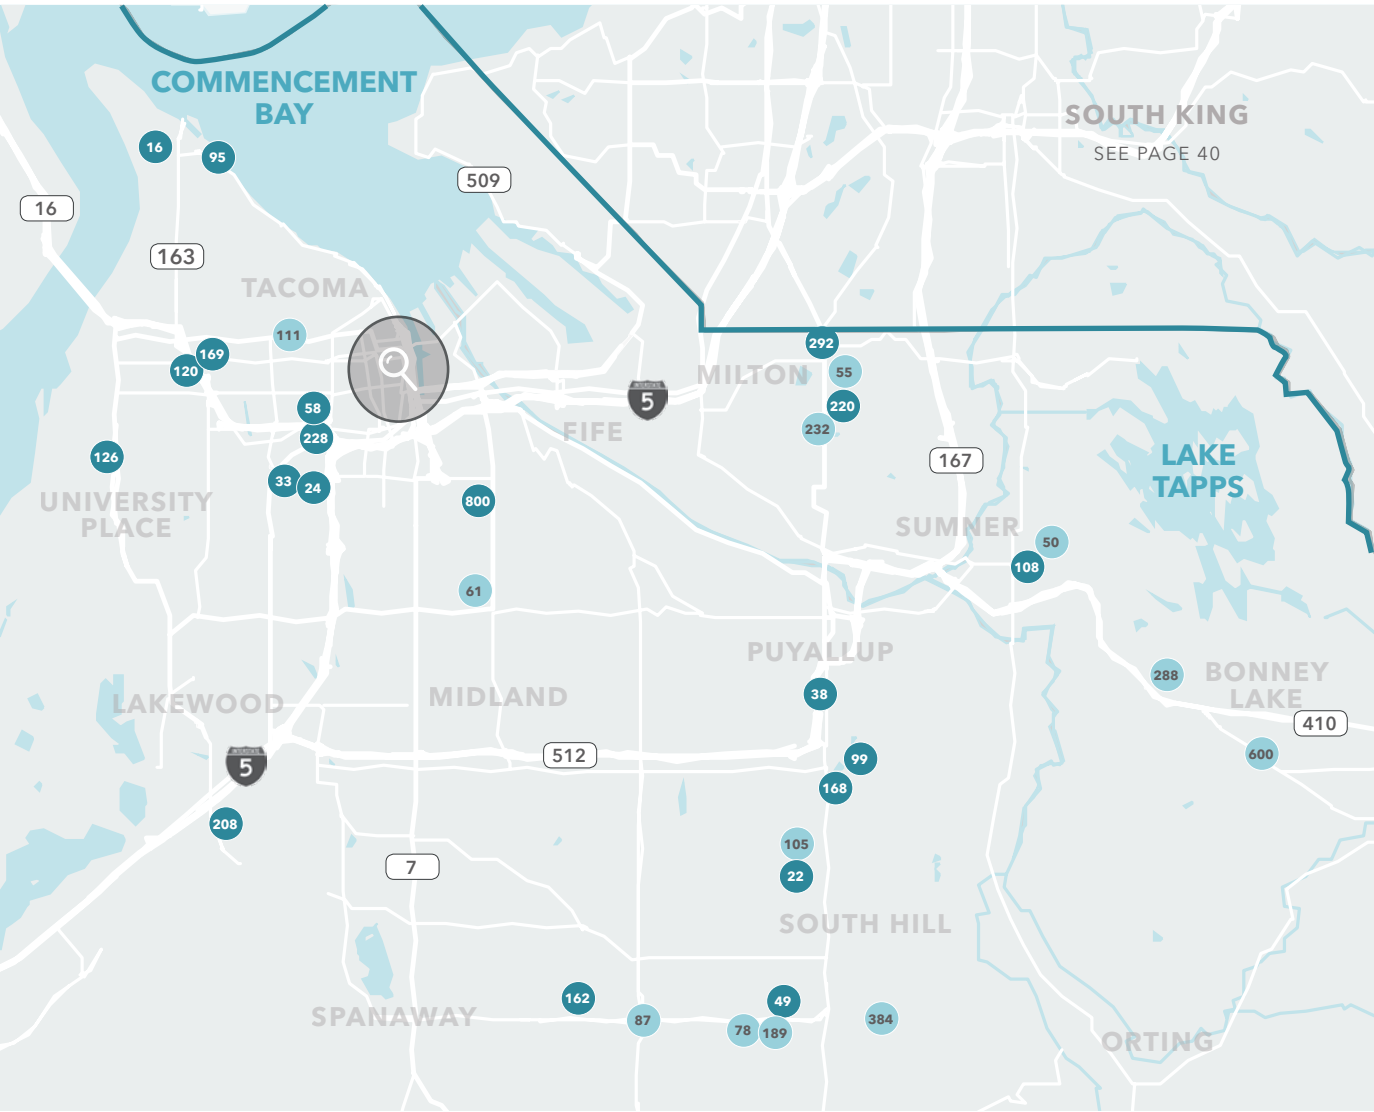 COMMENCEMENT
BAY
SOUTH KING
SEE PAGE 40
16
95
509
16
163
TACOMA
111
292
169
120
55
MILTON
INTERSTATE
5
58
220
FIFE
232
228
126
167
LAKE
TAPPS
33
24
UNIVERSITY
PLACE
800
SUMNER
50
108
61
PUYALLUP
288
BONNEY
LAKE
38
LAKEWOOD
MIDLAND
410
INTERSTATE
5
512
99
600
168
208
105
7
22
SOUTH HILL
162
49
SPANAWAY
87
78
189
384
ORTING